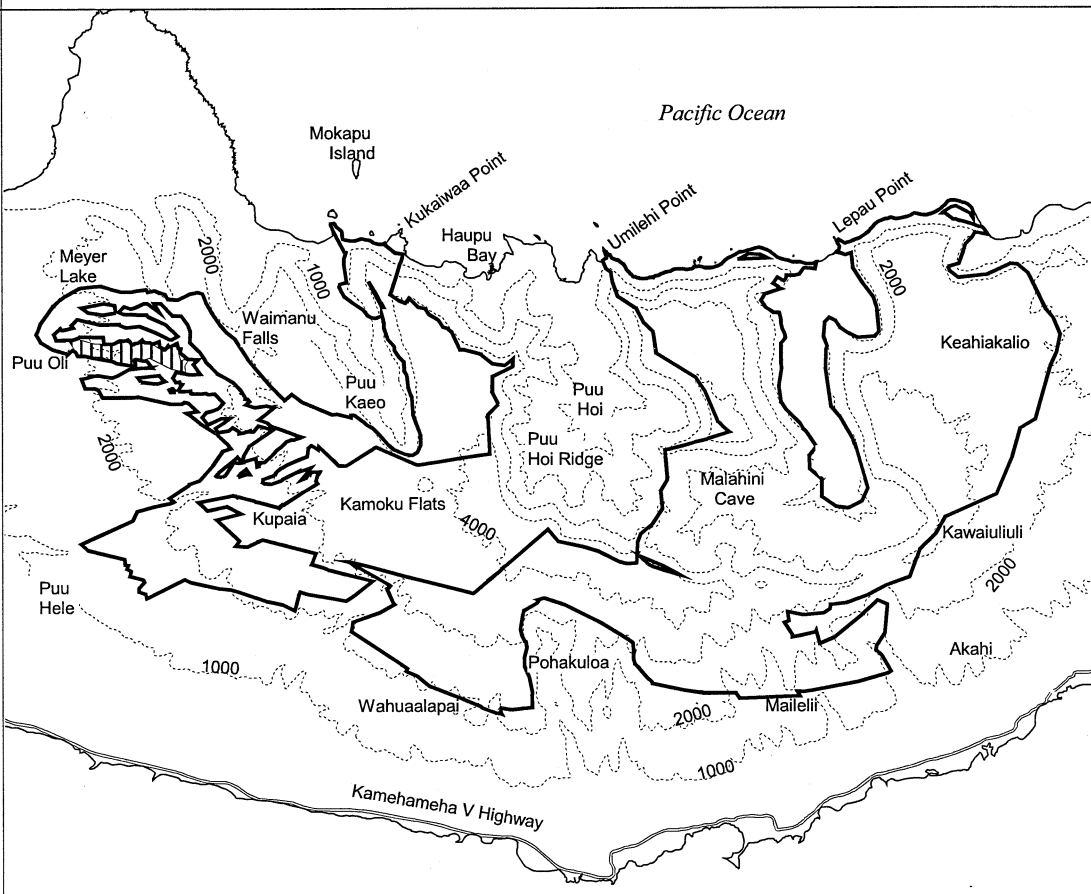 Pacific Ocean
Mokapu
Island
Kukaiwaa Point
Haupu
Bay
Umilehi Point
Lepau Point
Meyer
Lake
2000
1000
2000
Waimanu
Falls
Keahiakalio
Puu Oli
Puu
Kaeo
Puu
Hoi
Puu
Hoi Ridge
2000
Malahini
Cave
Kamoku Flats
Kupaia
4000
Kawaiuliuli
Puu
Hele
2000
Akahi
1000
Pohakuloa
Wahuaalapai
2000
Mailelii
1000
Kamehameha V Highway